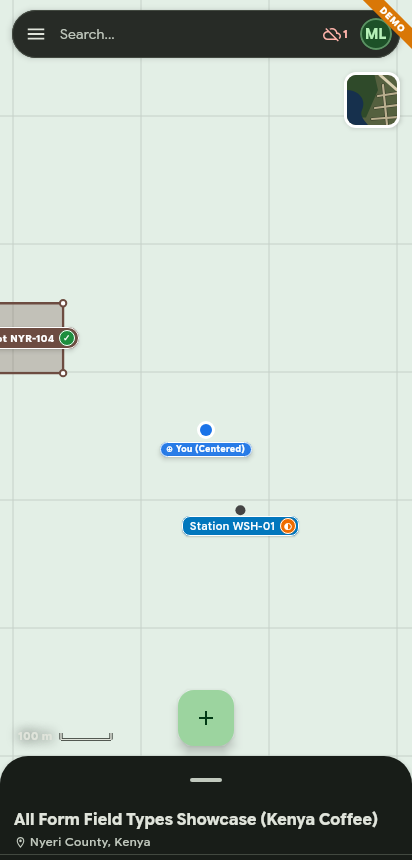 DEMO
Search...
1
ML
ot NYR-104
You (Centered)
Station WSH-01
100 m
All Form Field Types Showcase (Kenya Coffee)
Nyeri County, Kenya